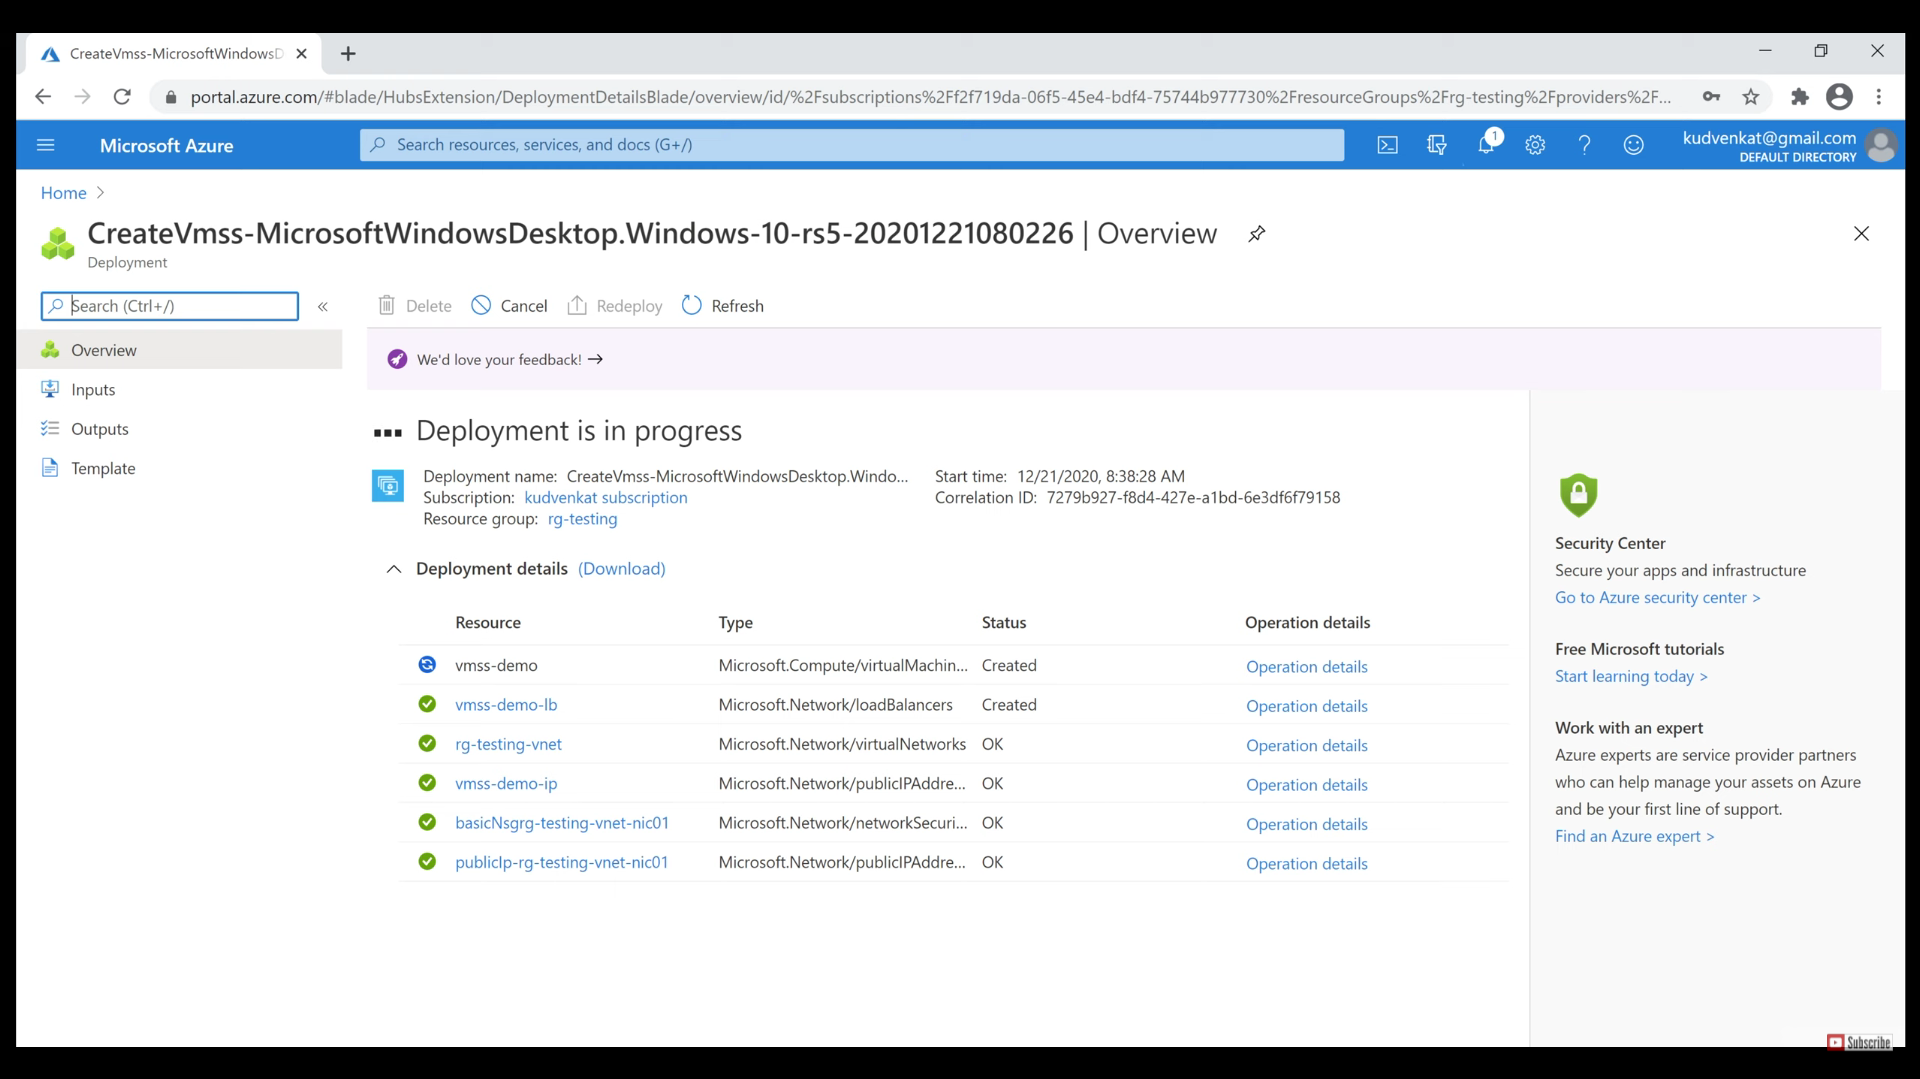 CreateVmss-MicrosoftWindowsD
portal.azure.com/#blade/HubsExtension/DeploymentDetailsBlade/overview/id/%2Fsubscriptions%2Ff2f719da-06f5-45e4-bdf4-75744b977730%2FresourceGroups%2Frg-testing%2Fproviders%2F...
Microsoft Azure
Search resources, services, and docs (G+/)
1
kudvenkat@gmail.com
DEFAULT DIRECTORY
Home >
CreateVmss-MicrosoftWindowsDesktop.Windows-10-rs5-20201221080226 | Overview
Deployment
Search (Ctrl+/)
«
Delete
Cancel
Redeploy
Refresh
Overview
Inputs
Outputs
Template
We'd love your feedback! →
Deployment is in progress
Deployment name: CreateVmss-MicrosoftWindowsDesktop.Windo...
Subscription: kudvenkat subscription
Resource group: rg-testing
Start time: 12/21/2020, 8:38:28 AM
Correlation ID: 7279b927-f8d4-427e-a1bd-6e3df6f79158
Deployment details (Download)
Resource Type Status Operation details
vmss-demo Microsoft.Compute/virtualMachin... Created Operation details
vmss-demo-lb Microsoft.Network/loadBalancers Created Operation details
rg-testing-vnet Microsoft.Network/virtualNetworks OK Operation details
vmss-demo-ip Microsoft.Network/publicIPAddre... OK Operation details
basicNsgrg-testing-vnet-nic01 Microsoft.Network/networkSecuri... OK Operation details
publicIp-rg-testing-vnet-nic01 Microsoft.Network/publicIPAddre... OK Operation details
Security Center
Secure your apps and infrastructure
Go to Azure security center >
Free Microsoft tutorials
Start learning today >
Work with an expert
Azure experts are service provider partners
who can help manage your assets on Azure
and be your first line of support.
Find an Azure expert >
Subscribe